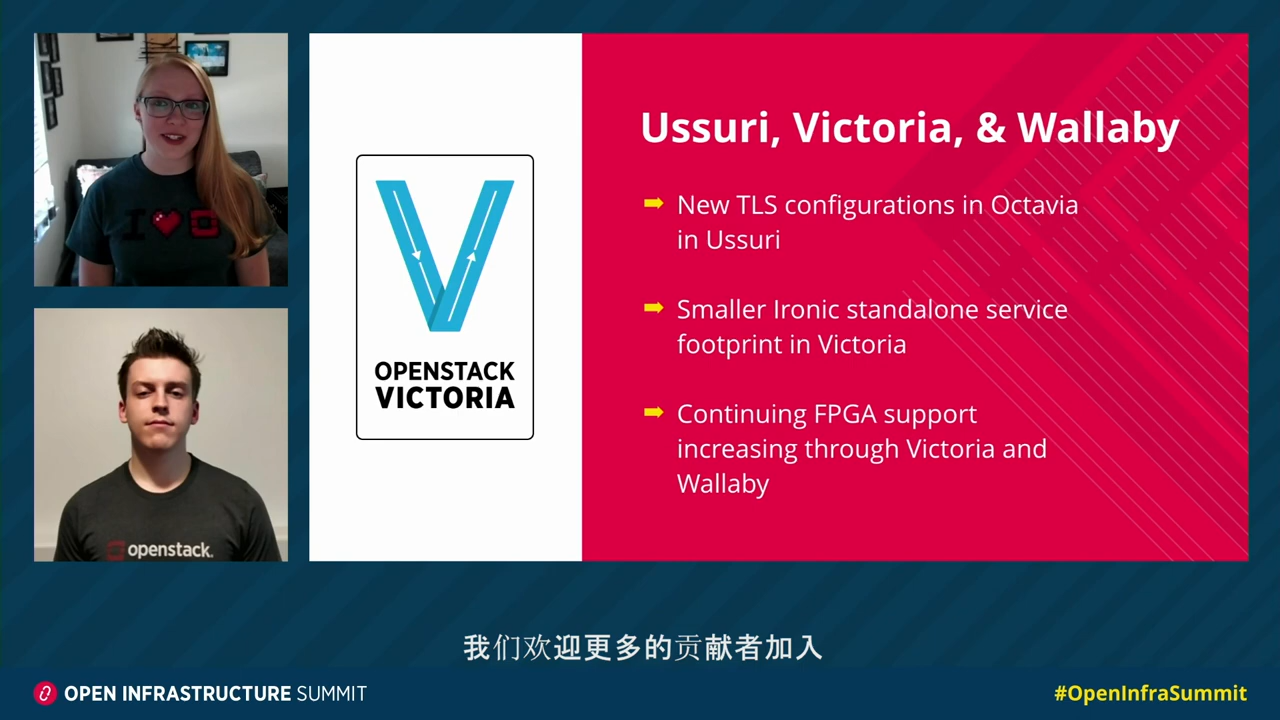 I ❤
openstack.
OPENSTACK
VICTORIA
Ussuri, Victoria, & Wallaby
New TLS configurations in Octavia
in Ussuri
Smaller Ironic standalone service
footprint in Victoria
Continuing FPGA support
increasing through Victoria and
Wallaby
我们欢迎更多的贡献者加入
OPEN INFRASTRUCTURE SUMMIT
#OpenInfraSummit